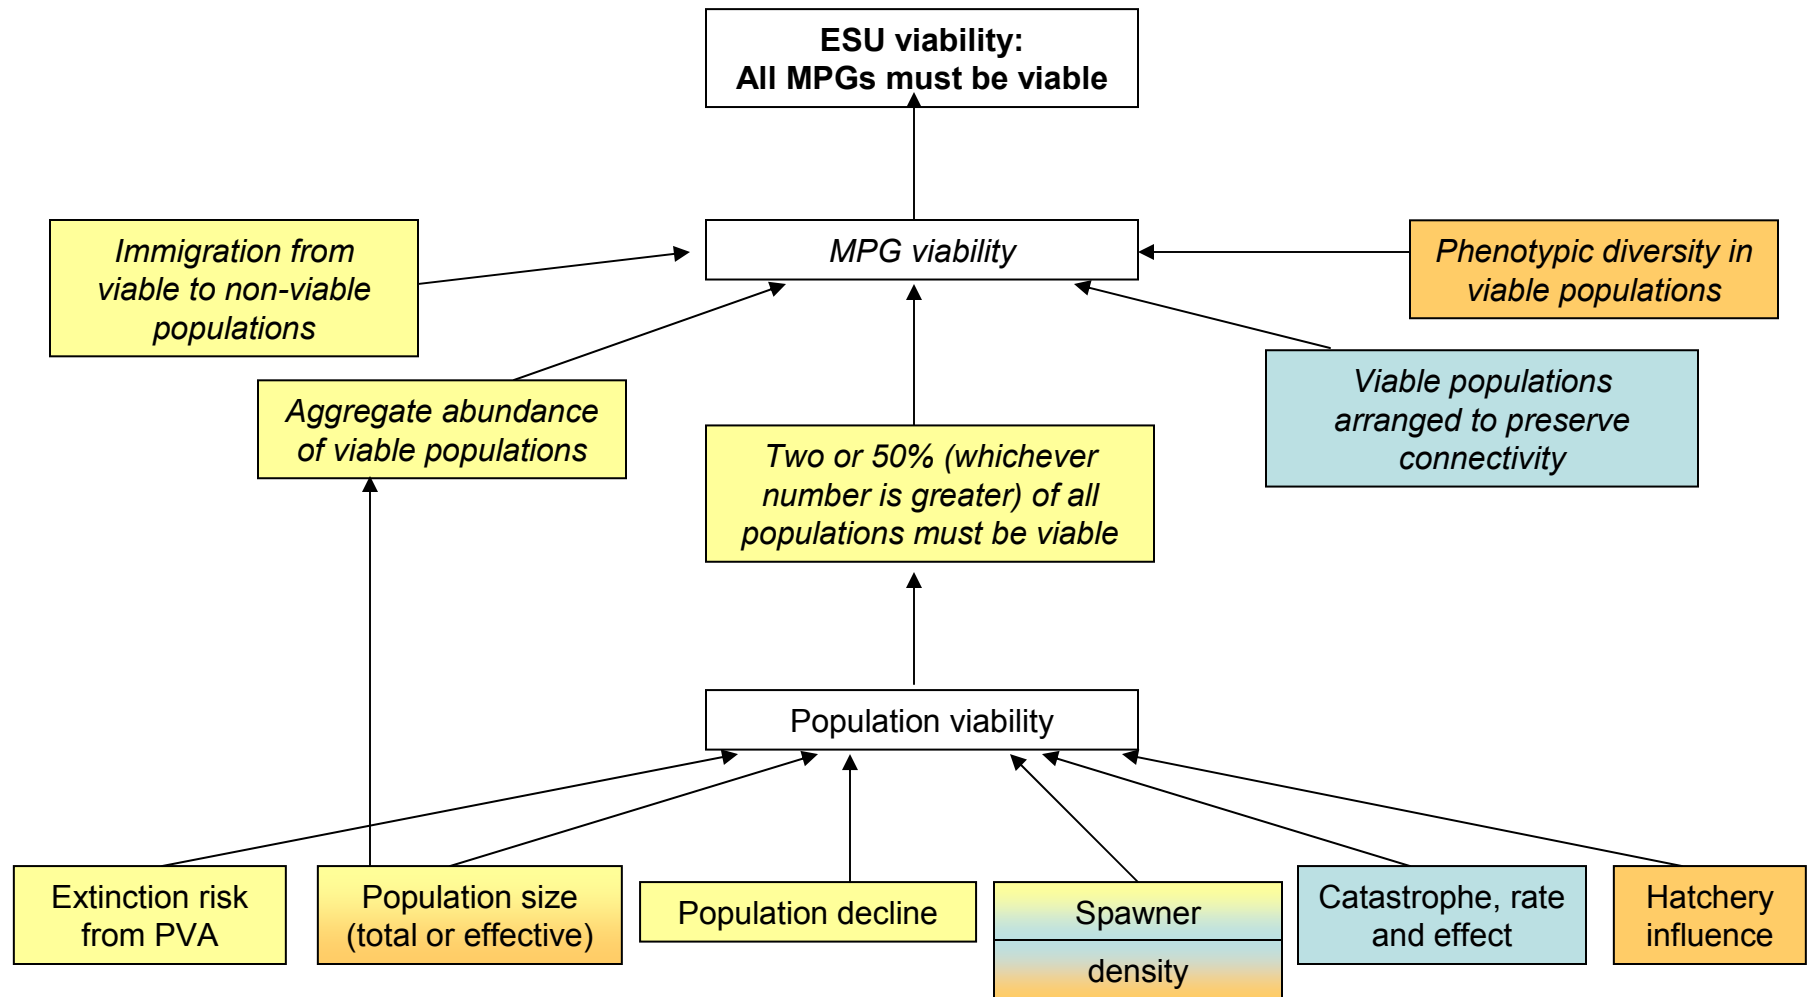 ESU viability:
All MPGs must be viable
Immigration from
viable to non-viable
populations
MPG viability
Phenotypic diversity in
viable populations
Aggregate abundance
of viable populations
Two or 50% (whichever
number is greater) of all
populations must be viable
Viable populations
arranged to preserve
connectivity
Population viability
Extinction risk
from PVA
Population size
(total or effective)
Population decline
Spawner
density
Catastrophe, rate
and effect
Hatchery
influence